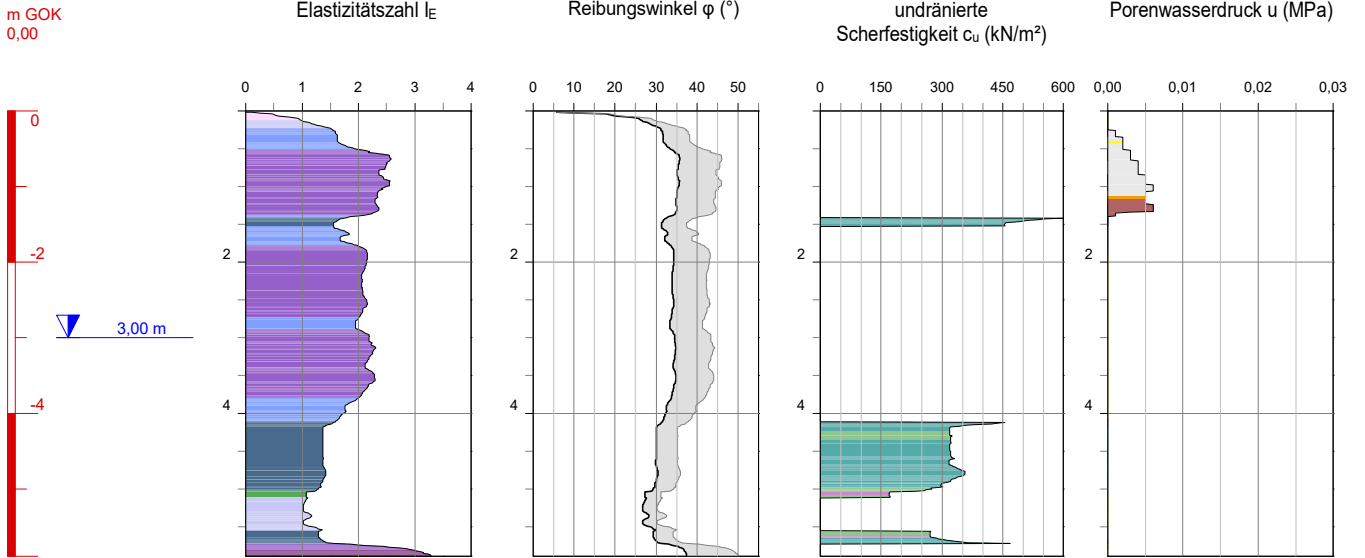 m GOK
0,00
Elastizitätszahl IE
Reibungswinkel φ (°)
undränierte
Scherfestigkeit cu (kN/m²)
Porenwasserdruck u (MPa)
0 1 2 3 4
0 10 20 30 40 55
0 150 300 450 600
0,00 0,01 0,02 0,03
0
-2
2
2
2
2
3,00 m
-4
4
4
4
4